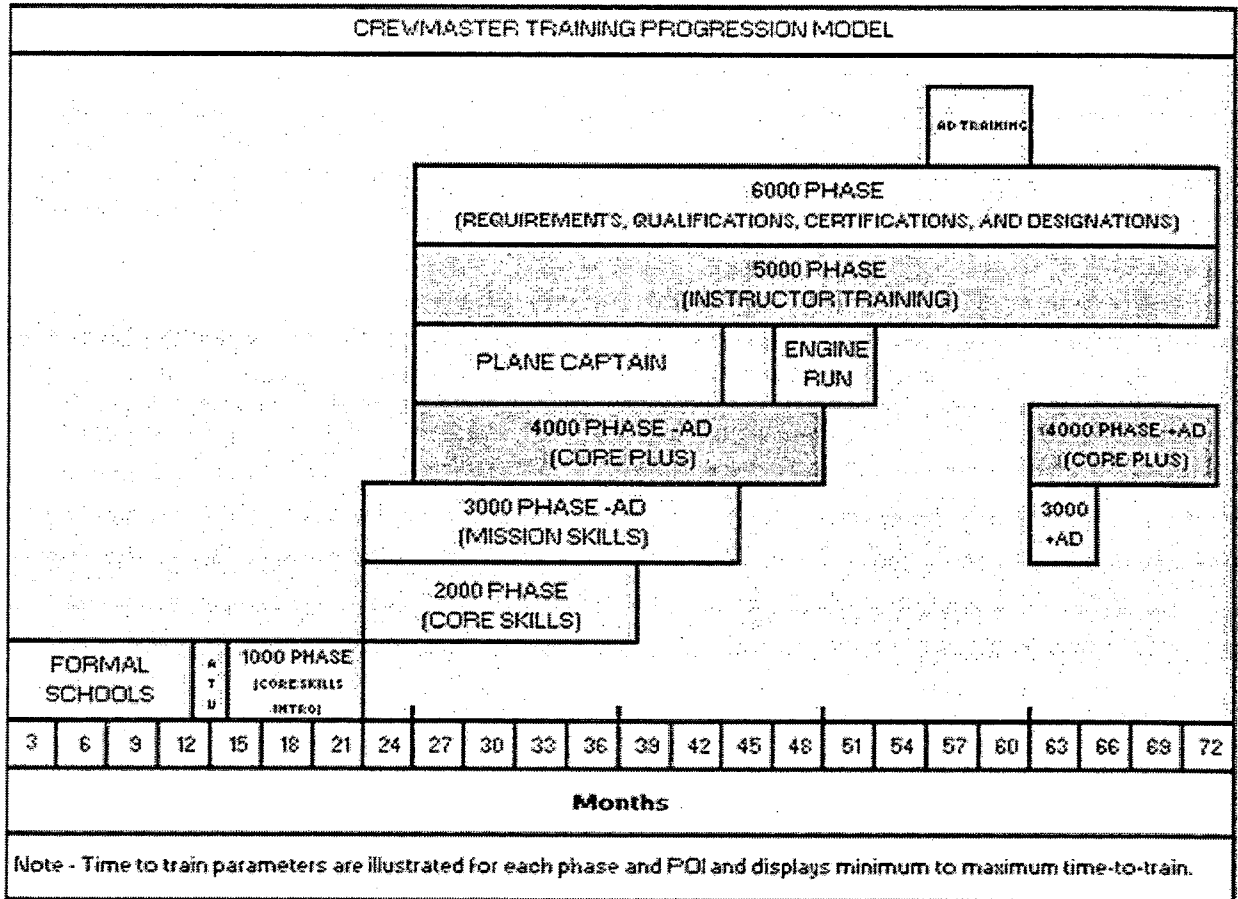 CREWMASTER TRAINING PROGRESSION MODEL
AD TRAINING
6000 PHASE
(REQUIREMENTS, QUALIFICATIONS, CERTIFICATIONS, AND DESIGNATIONS)
5000 PHASE
(INSTRUCTOR TRAINING)
PLANE CAPTAIN
ENGINE
RUN
4000 PHASE -AD
(CORE PLUS)
4000 PHASE +AD
(CORE PLUS)
3000 PHASE -AD
(MISSION SKILLS)
3000
+AD
2000 PHASE
(CORE SKILLS)
FORMAL
SCHOOLS
A
T
U
1000 PHASE
(CORE SKILLS
INTRO)
3 6 9 12 15 18 21 24 27 30 33 36 39 42 45 48 51 54 57 60 63 66 69 72
Months
Note - Time to train parameters are illustrated for each phase and POI and displays minimum to maximum time-to-train.